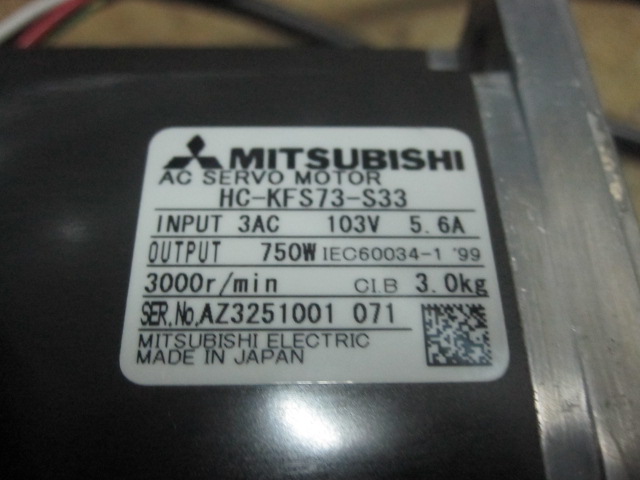 MITSUBISHI
AC SERVO MOTOR
HC-KFS73-S33
INPUT 3AC 103V 5.6A
OUTPUT 750W IEC60034-1 '99
3000r/min CI.B 3.0kg
SER.No.AZ3251001 071
MITSUBISHI ELECTRIC
MADE IN JAPAN